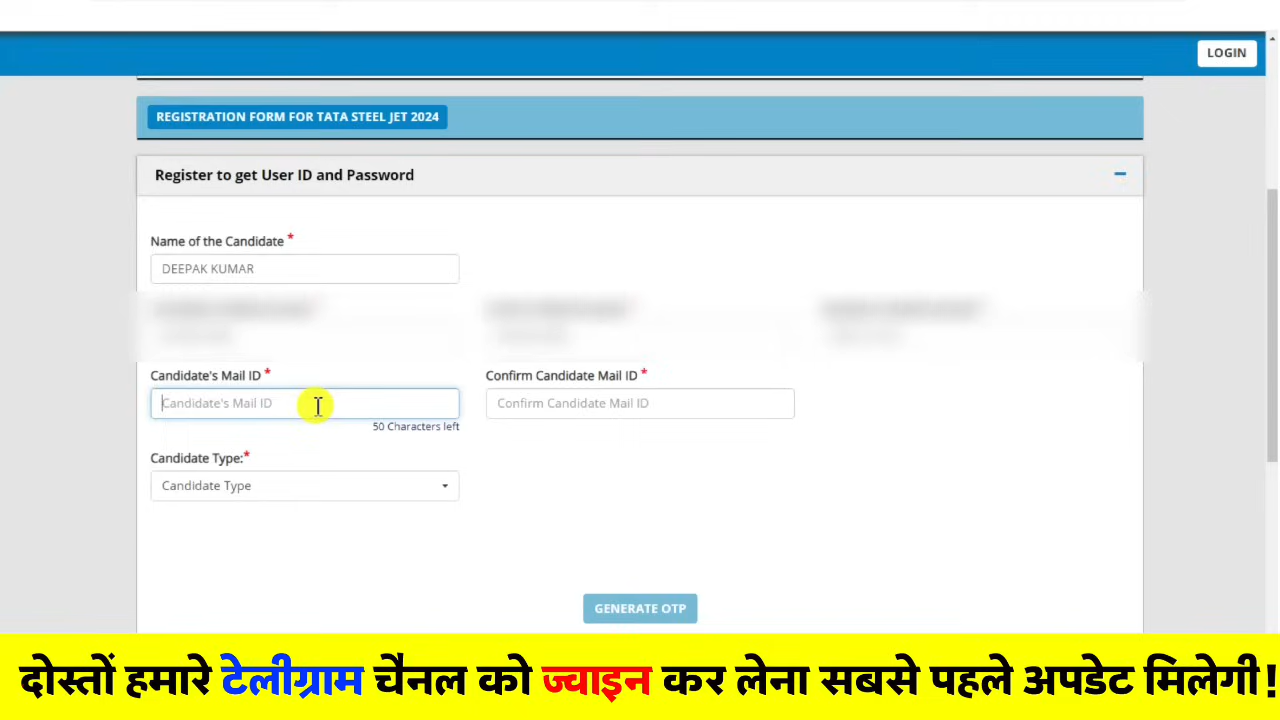 LOGIN
REGISTRATION FORM FOR TATA STEEL JET 2024
Register to get User ID and Password
Name of the Candidate *
DEEPAK KUMAR
Candidate's Mail ID * Confirm Candidate Mail ID *
Candidate's Mail ID Confirm Candidate Mail ID
50 Characters left
Candidate Type:*
Candidate Type
GENERATE OTP
दोस्तों हमारे टेलीग्राम चैनल को ज्वाइन कर लेना सबसे पहले अपडेट मिलेगी!